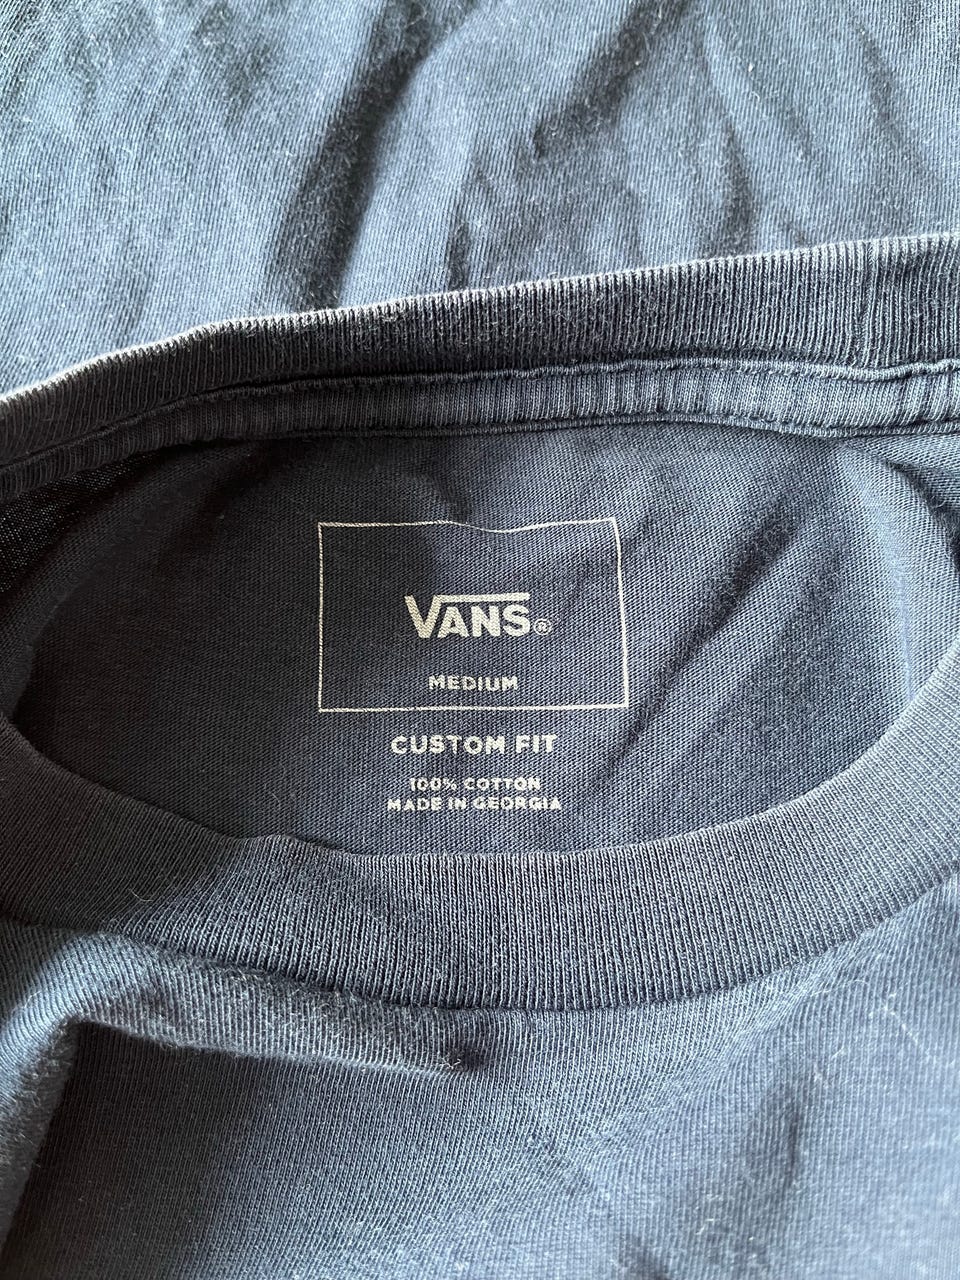 VANS®
MEDIUM
CUSTOM FIT
100% COTTON
MADE IN GEORGIA